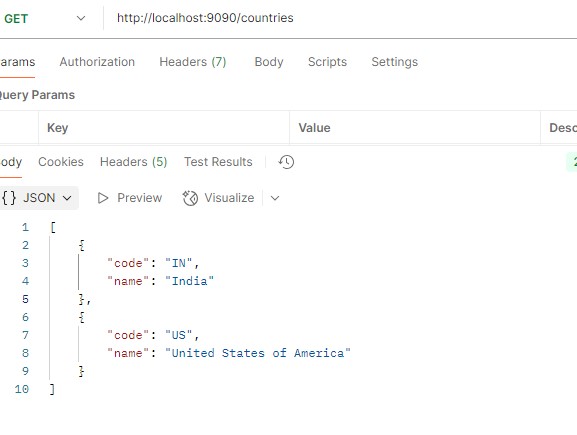 GET http://localhost:9090/countries
arams Authorization Headers (7) Body Scripts Settings
Query Params
Key Value Desc
ody Cookies Headers (5) Test Results 2
{} JSON Preview Visualize
1 [
2 {
3 "code": "IN",
4 "name": "India"
5 },
6 {
7 "code": "US",
8 "name": "United States of America"
9 }
10 ]